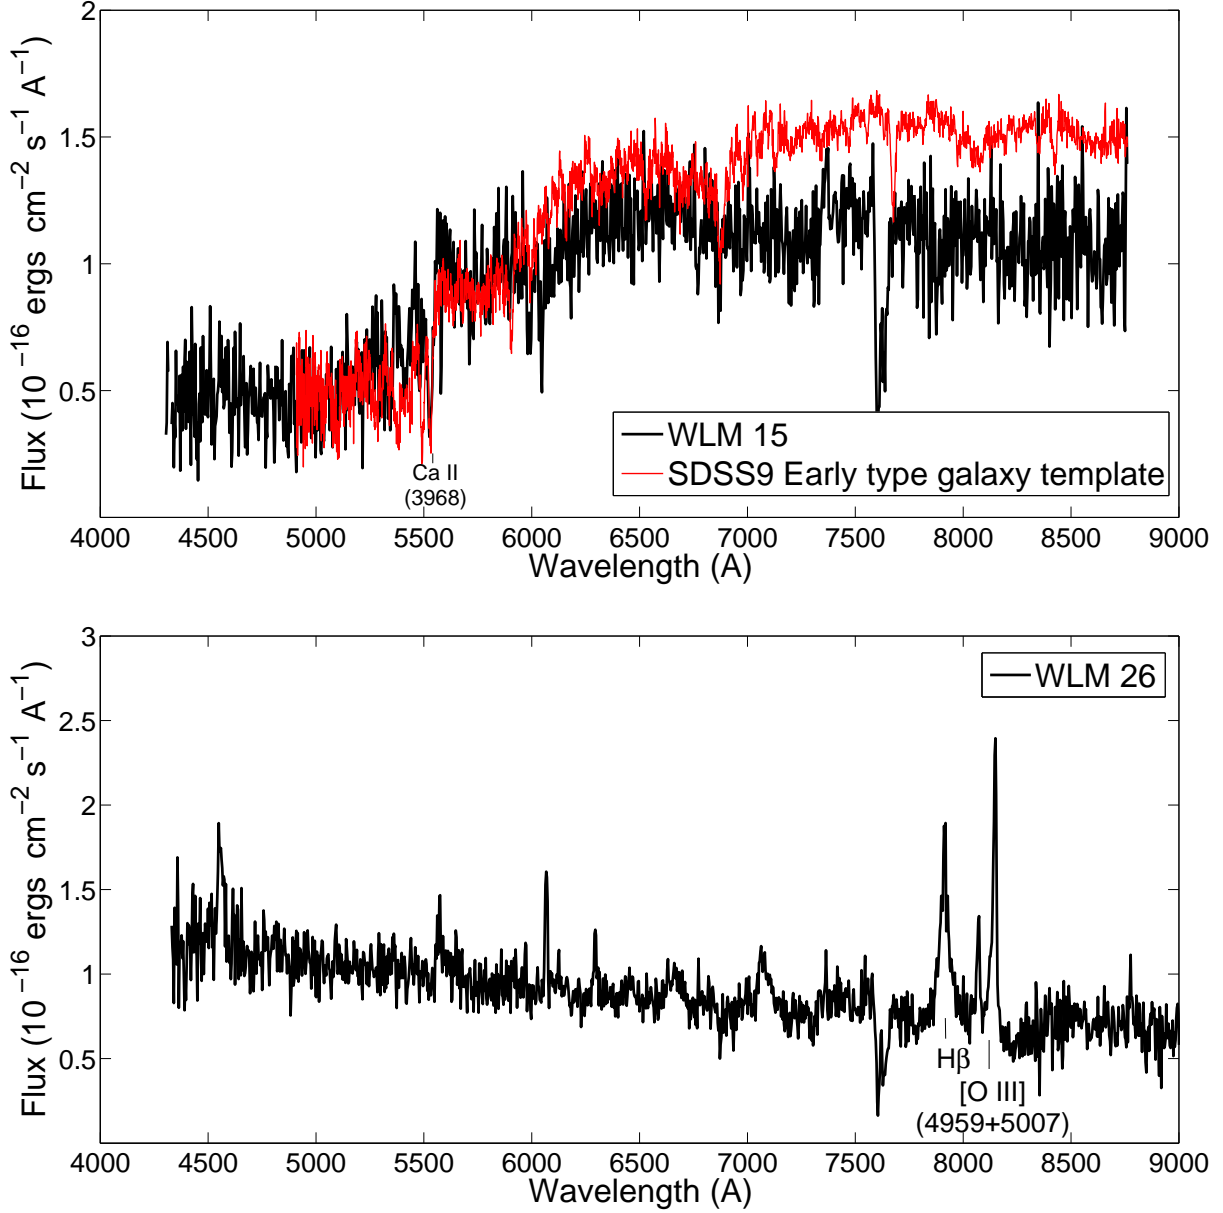 2
1.5
1
0.5
Flux (10⁻¹⁶ ergs cm⁻² s⁻¹ A⁻¹)
Ca II
(3968)
WLM 15
SDSS9 Early type galaxy template
4000 4500 5000 5500 6000 6500 7000 7500 8000 8500 9000
Wavelength (A)
3
2.5
2
1.5
1
0.5
Flux (10⁻¹⁶ ergs cm⁻² s⁻¹ A⁻¹)
WLM 26
Hβ
[O III]
(4959+5007)
4000 4500 5000 5500 6000 6500 7000 7500 8000 8500 9000
Wavelength (A)